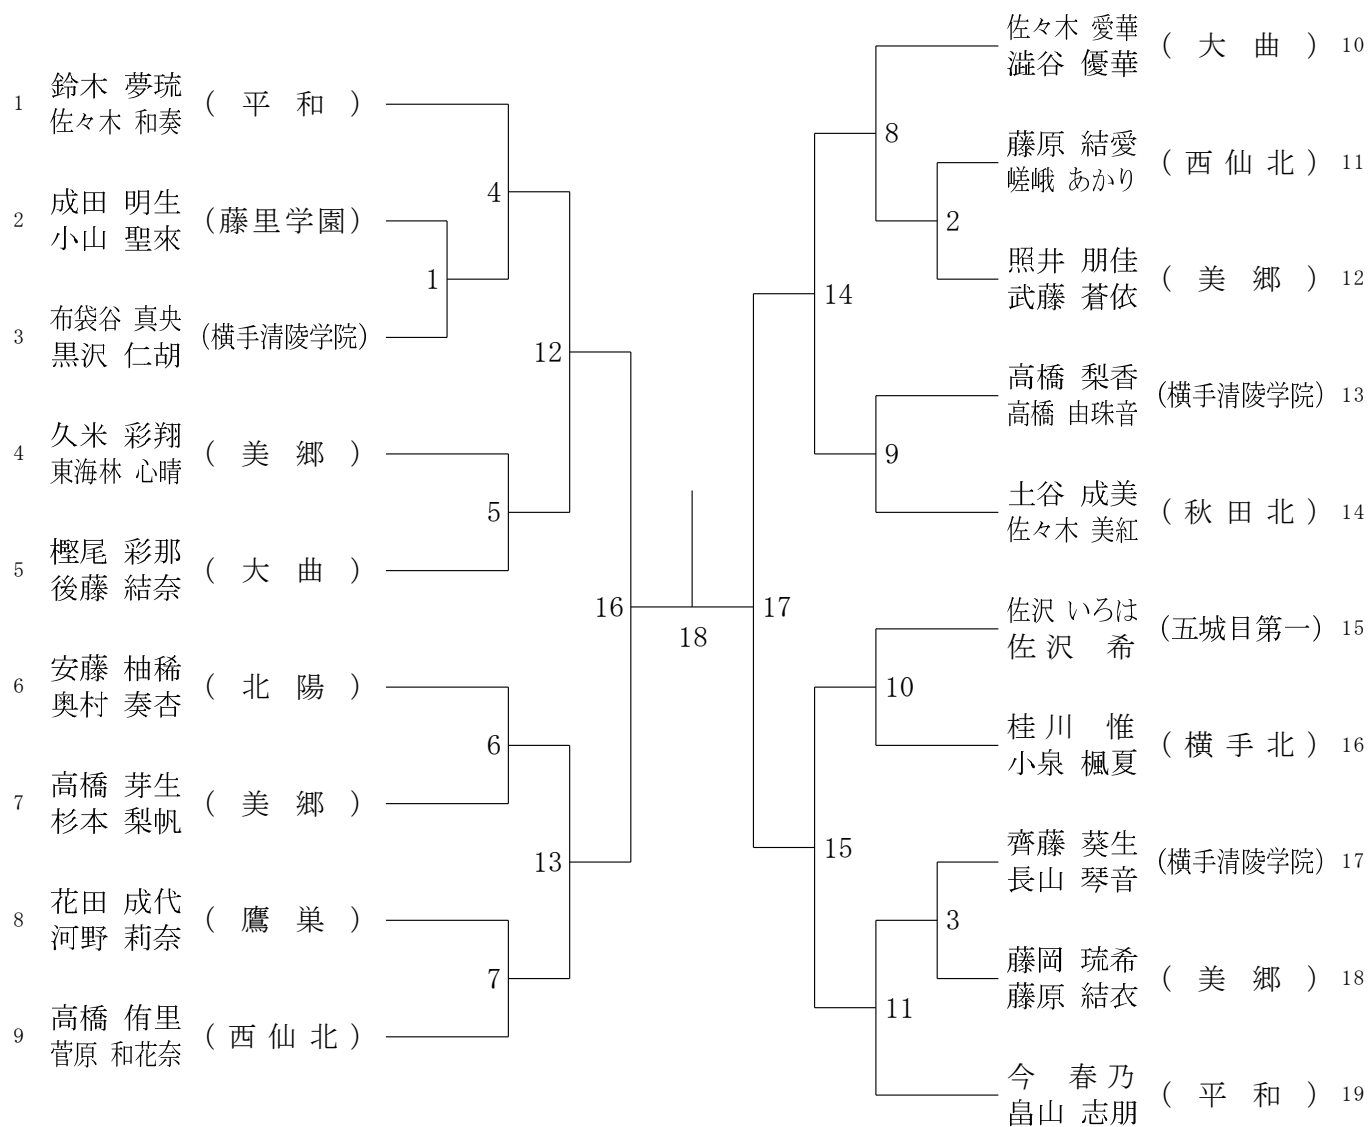 1 鈴木 夢琉 ( 平 和 )
佐々木 和奏
2 成田 明生 (藤里学園)
小山 聖來
3 布袋谷 真央 (横手清陵学院)
黒沢 仁胡
4 久米 彩翔 ( 美 郷 )
東海林 心晴
5 樫尾 彩那 ( 大 曲 )
後藤 結奈
6 安藤 柚稀 ( 北 陽 )
奥村 奏杏
7 高橋 芽生 ( 美 郷 )
杉本 梨帆
8 花田 成代 ( 鷹 巣 )
河野 莉奈
9 高橋 侑里 ( 西 仙 北 )
菅原 和花奈
4
1
12
5
16
6
13
7
18
8
2
14
9
17
10
15
3
11
佐々木 愛華 ( 大 曲 ) 10
澁谷 優華
藤原 結愛 ( 西 仙 北 ) 11
嵯峨 あかり
照井 朋佳 ( 美 郷 ) 12
武藤 蒼依
高橋 梨香 (横手清陵学院) 13
高橋 由珠音
土谷 成美 ( 秋 田 北 ) 14
佐々木 美紅
佐沢 いろは (五城目第一) 15
佐 沢 希
桂 川 惟 ( 横 手 北 ) 16
小泉 楓夏
齊藤 葵生 (横手清陵学院) 17
長山 琴音
藤岡 琉希 ( 美 郷 ) 18
藤原 結衣
今 春 乃 ( 平 和 ) 19
畠山 志朋